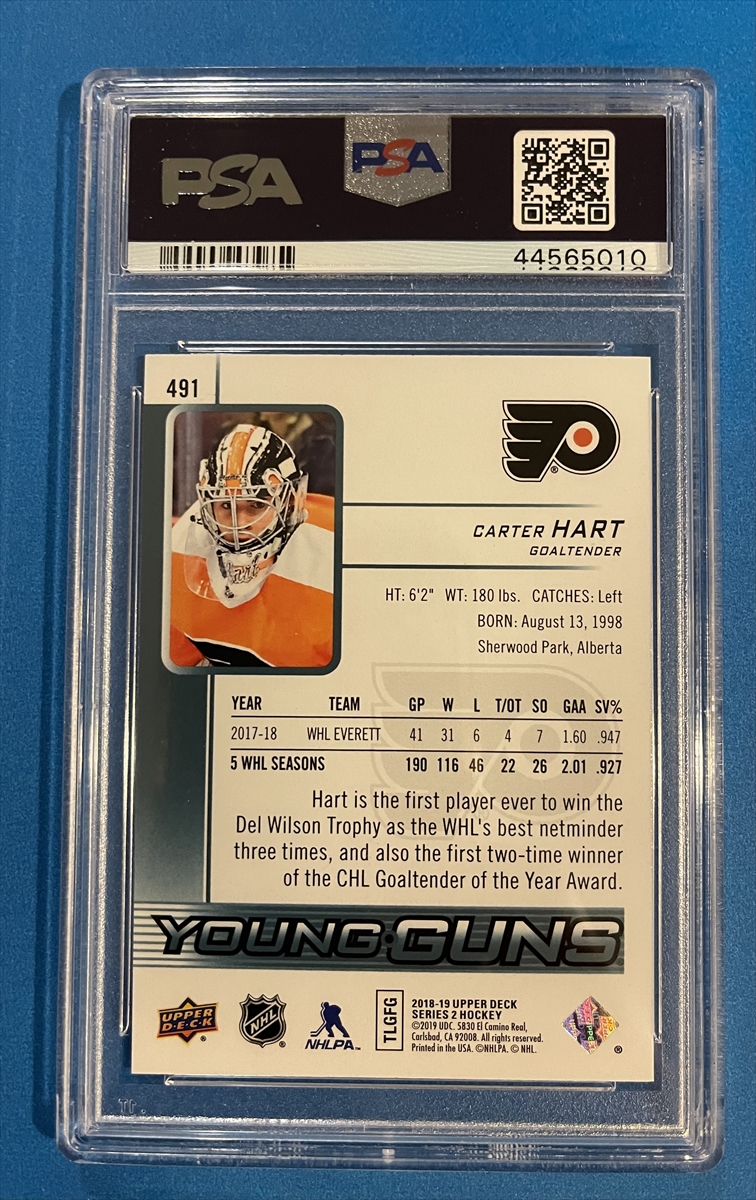 PSA
PSA
44565010
491
CARTER HART
GOALTENDER
HT: 6'2" WT: 180 lbs. CATCHES: Left
BORN: August 13, 1998
Sherwood Park, Alberta
YEAR TEAM GP W L T/OT SO GAA SV%
2017-18 WHL EVERETT 41 31 6 4 7 1.60 .947
5 WHL SEASONS 190 116 46 22 26 2.01 .927
Hart is the first player ever to win the
Del Wilson Trophy as the WHL's best netminder
three times, and also the first two-time winner
of the CHL Goaltender of the Year Award.
YOUNG•GUNS
UPPER DECK
NHL
NHLPA™
TLGFG
2018-19 UPPER DECK
SERIES 2 HOCKEY
©2019 UDC. 5830 El Camino Real,
Carlsbad, CA 92008. All rights reserved.
Printed in the USA. ©NHLPA. © NHL.